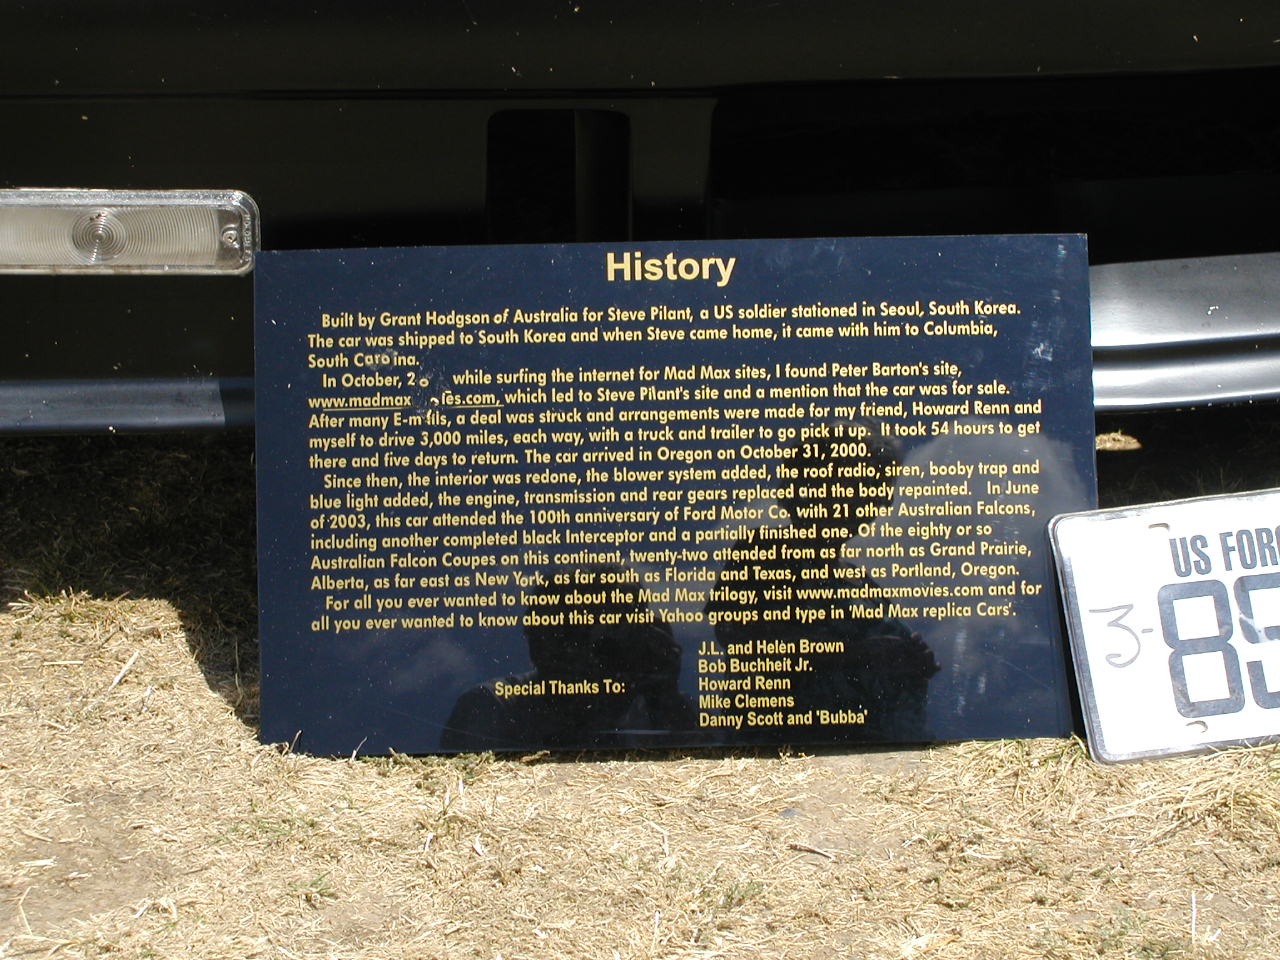 History
Built by Grant Hodgson of Australia for Steve Pilant, a US soldier stationed in Seoul, South Korea.
The car was shipped to South Korea and when Steve came home, it came with him to Columbia,
South Carolina.
In October, while surfing the internet for Mad Max sites, I found Peter Barton's site,
www.madmaxmovies.com, which led to Steve Pilant's site and a mention that the car was for sale.
After many E-mails, a deal was struck and arrangements were made for my friend, Howard Renn and
myself to drive 3,000 miles, each way, with a truck and trailer to go pick it up. It took 54 hours to get
there and five days to return. The car arrived in Oregon on October 31, 2000.
Since then, the interior was redone, the blower system added, the roof radio, siren, booby trap and
blue light added, the engine, transmission and rear gears replaced and the body repainted. In June
of 2003, this car attended the 100th anniversary of Ford Motor Co. with 21 other Australian Falcons,
including another completed black Interceptor and a partially finished one. Of the eighty or so
Australian Falcon Coupes on this continent, twenty-two attended from as far north as Grand Prairie,
Alberta, as far east as New York, as far south as Florida and Texas, and west as Portland, Oregon.
For all you ever wanted to know about the Mad Max trilogy, visit www.madmaxmovies.com and for
all you ever wanted to know about this car visit Yahoo groups and type in 'Mad Max replica Cars'.
Special Thanks To:
J.L. and Helen Brown
Bob Buchheit Jr.
Howard Renn
Mike Clemens
Danny Scott and 'Bubba'
US FOR
3-85